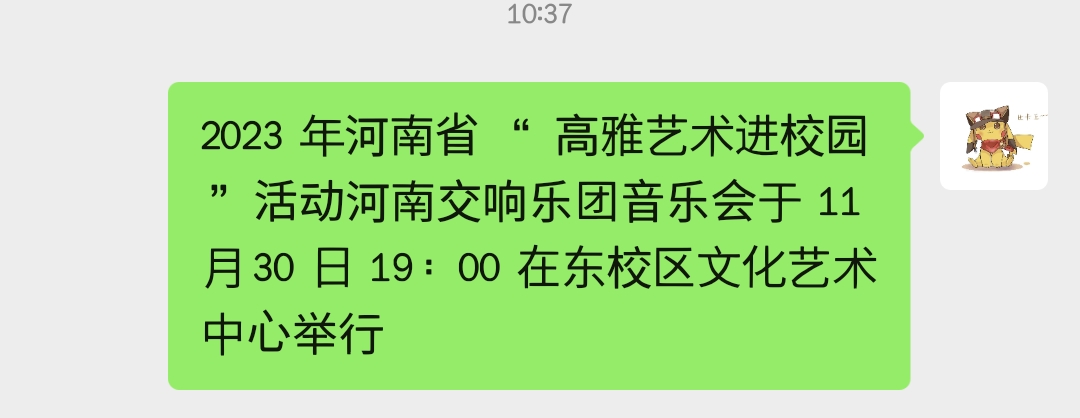 10:37
2023 年河南省 “ 高雅艺术进校园
” 活动河南交响乐团音乐会于 11
月30 日 19：00 在东校区文化艺术
中心举行